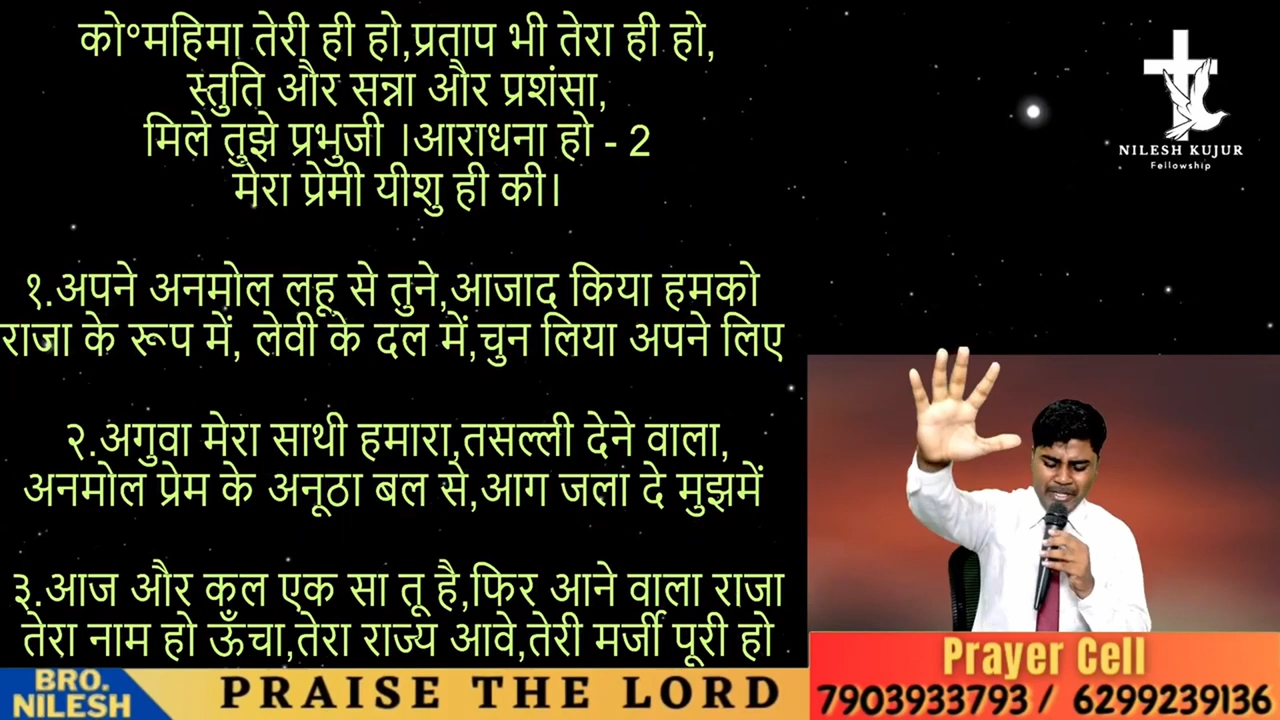 को°महिमा तेरी ही हो,प्रताप भी तेरा ही हो,
स्तुति और सन्ना और प्रशंसा,
मिले तुझे प्रभुजी ।आराधना हो - 2
मेरा प्रेमी यीशु ही की।
१.अपने अनमोल लहू से तुने,आजाद किया हमको
राजा के रूप में, लेवी के दल में,चुन लिया अपने लिए
२.अगुवा मेरा साथी हमारा,तसल्ली देने वाला,
अनमोल प्रेम के अनूठा बल से,आग जला दे मुझमें
३.आज और कल एक सा तू है,फिर आने वाला राजा
तेरा नाम हो ऊँचा,तेरा राज्य आवे,तेरी मर्जी पूरी हो
NILESH KUJUR
Fellowship
BRO.
NILESH
PRAISE THE LORD
Prayer Cell
7903933793 / 6299239136